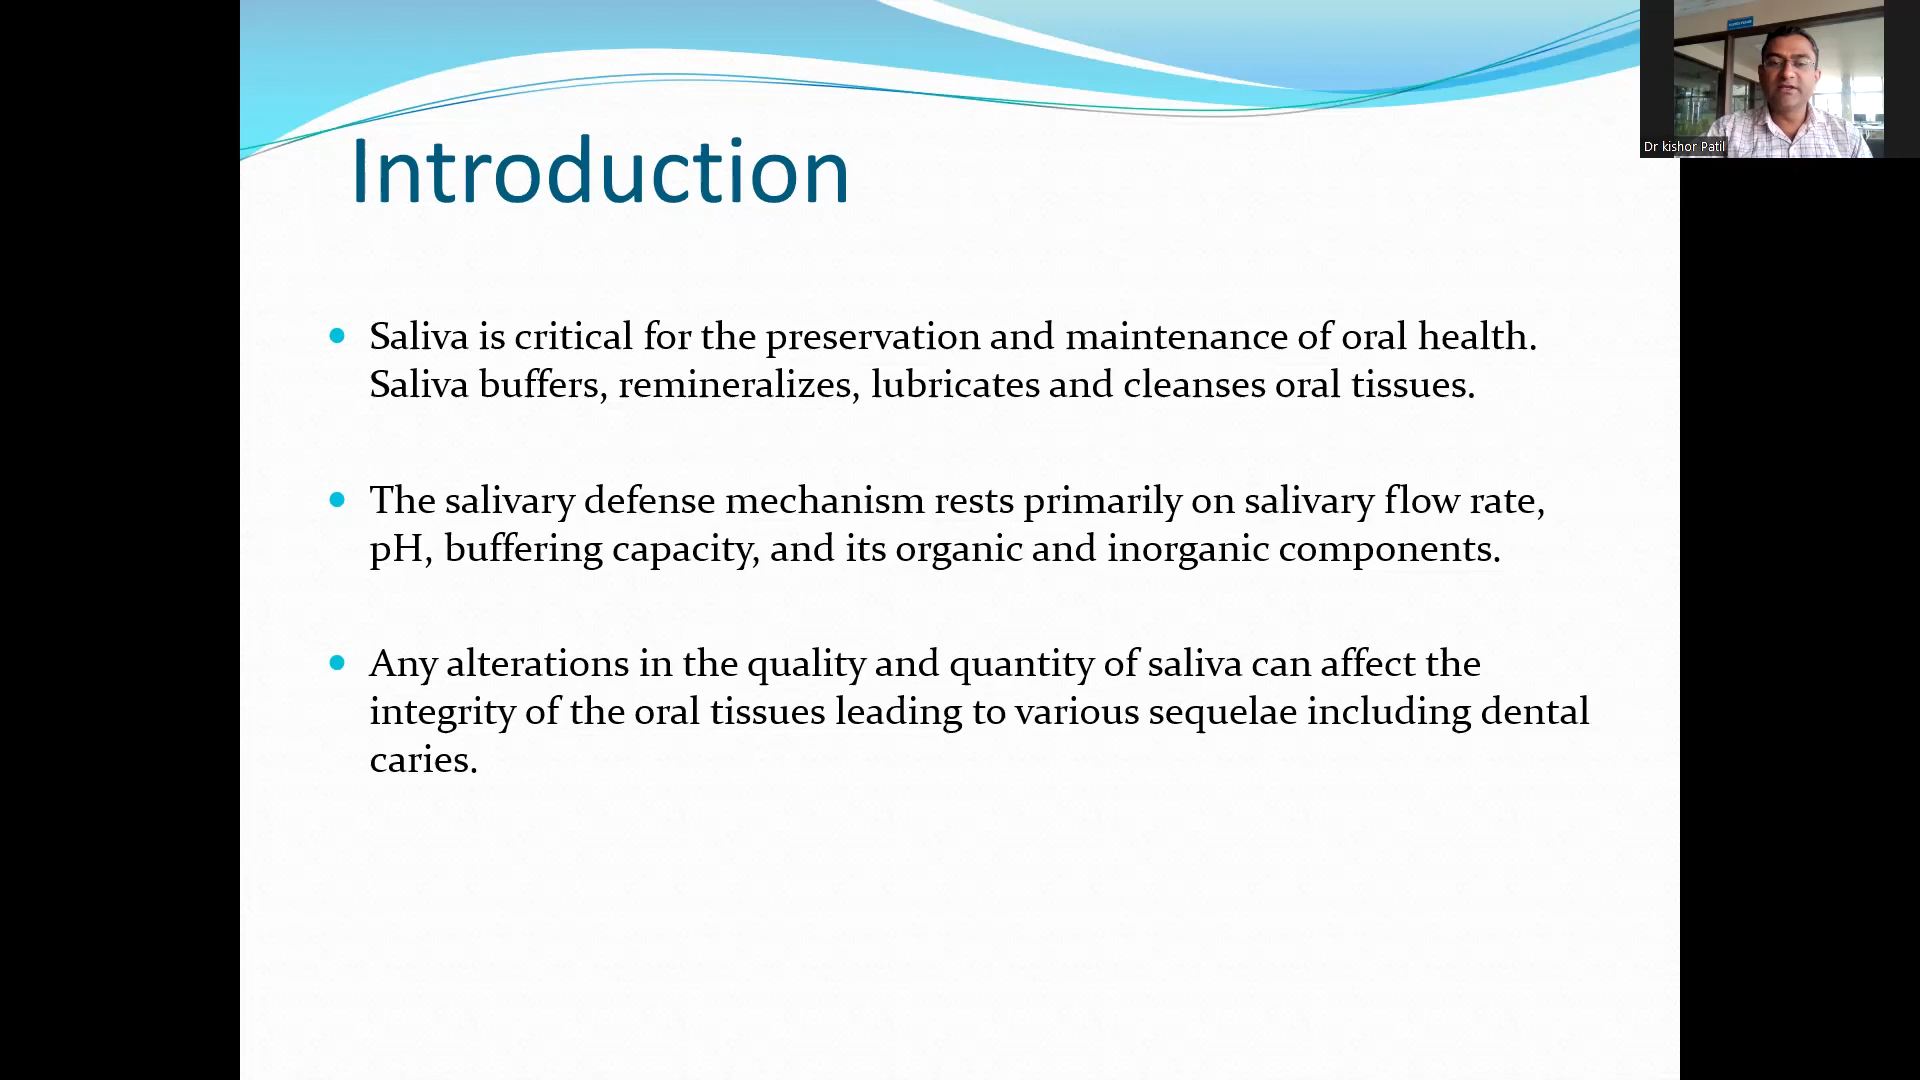 Dr kishor Patil
Introduction
Saliva is critical for the preservation and maintenance of oral health.
Saliva buffers, remineralizes, lubricates and cleanses oral tissues.
The salivary defense mechanism rests primarily on salivary flow rate,
pH, buffering capacity, and its organic and inorganic components.
Any alterations in the quality and quantity of saliva can affect the
integrity of the oral tissues leading to various sequelae including dental
caries.